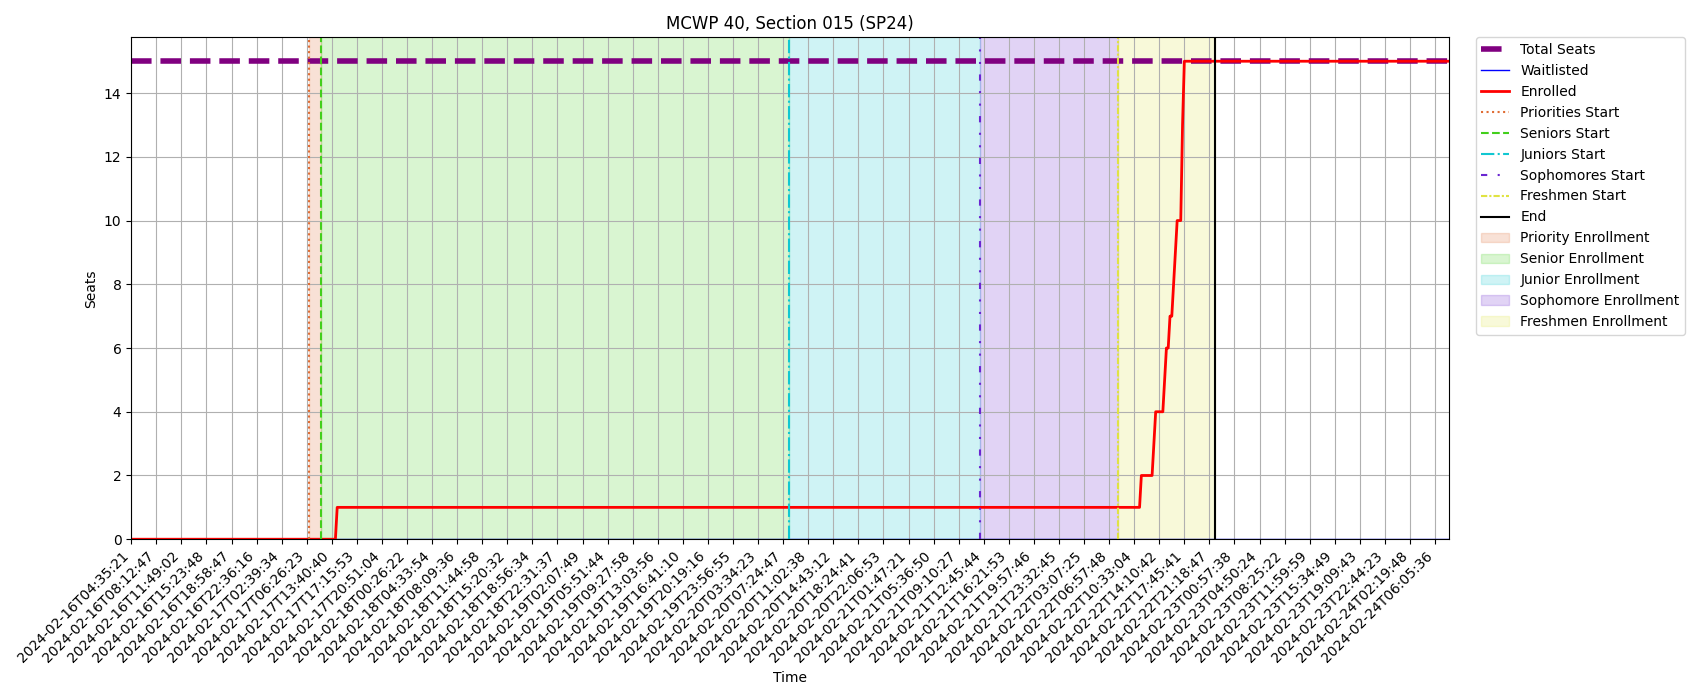 MCWP 40, Section 015 (SP24)
Total Seats
Waitlisted
Enrolled
Priorities Start
Seniors Start
Juniors Start
Sophomores Start
Freshmen Start
End
Priority Enrollment
Senior Enrollment
Junior Enrollment
Sophomore Enrollment
Freshmen Enrollment
Seats
14
12
10
8
6
4
2
0
2024-02-16T04:35:21
2024-02-16T08:12:47
2024-02-16T11:49:02
2024-02-16T15:23:48
2024-02-16T18:58:47
2024-02-16T22:36:16
2024-02-17T02:39:34
2024-02-17T06:26:23
2024-02-17T13:40:40
2024-02-17T17:15:53
2024-02-17T20:51:04
2024-02-18T00:26:22
2024-02-18T04:33:54
2024-02-18T08:09:36
2024-02-18T11:44:58
2024-02-18T15:20:32
2024-02-18T18:56:34
2024-02-18T22:31:37
2024-02-19T02:07:49
2024-02-19T05:51:44
2024-02-19T09:27:58
2024-02-19T13:03:56
2024-02-19T16:41:10
2024-02-19T20:19:16
2024-02-19T23:56:55
2024-02-20T03:34:23
2024-02-20T07:24:47
2024-02-20T11:02:38
2024-02-20T14:43:12
2024-02-20T18:24:41
2024-02-20T22:06:53
2024-02-21T01:47:21
2024-02-21T05:36:50
2024-02-21T09:10:27
2024-02-21T12:45:44
2024-02-21T16:21:53
2024-02-21T19:57:46
2024-02-21T23:32:45
2024-02-22T03:07:25
2024-02-22T06:57:48
2024-02-22T10:33:04
2024-02-22T14:10:42
2024-02-22T17:45:41
2024-02-22T21:18:47
2024-02-23T00:57:38
2024-02-23T04:50:24
2024-02-23T08:25:22
2024-02-23T11:59:59
2024-02-23T15:34:49
2024-02-23T19:09:43
2024-02-23T22:44:23
2024-02-24T02:19:48
2024-02-24T06:05:36
Time